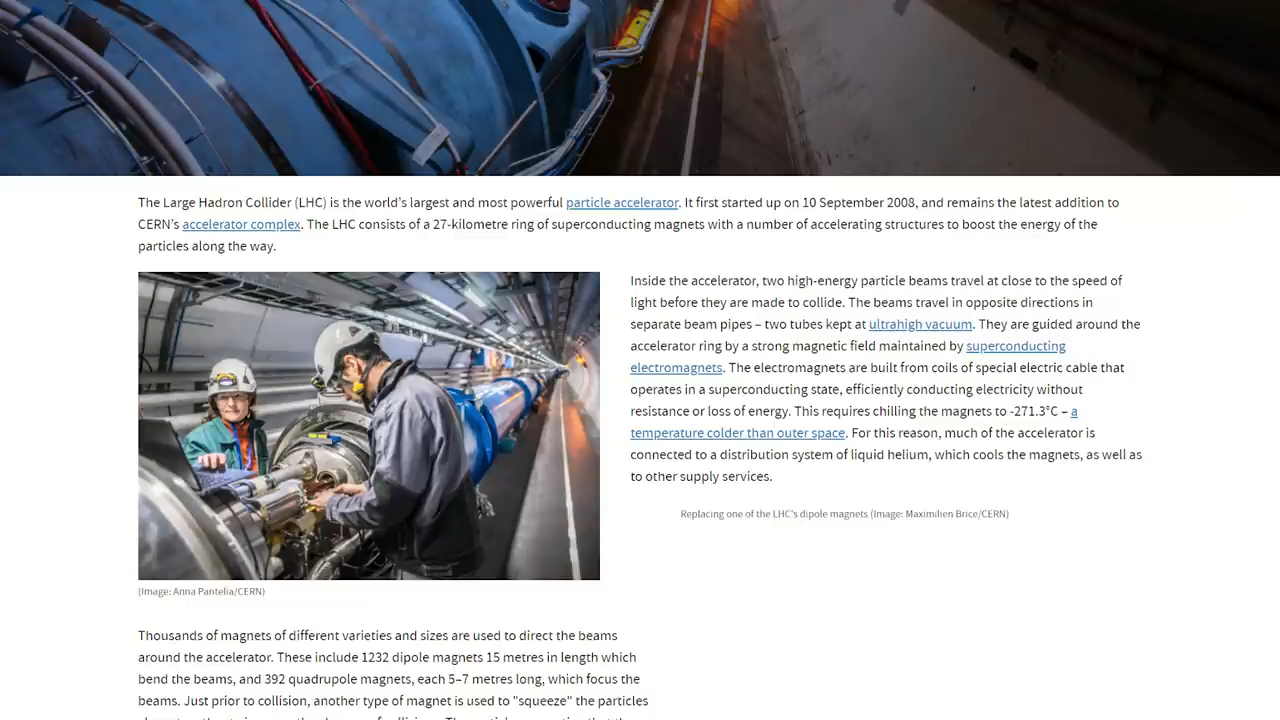 The Large Hadron Collider (LHC) is the world's largest and most powerful particle accelerator. It first started up on 10 September 2008, and remains the latest addition to
CERN's accelerator complex. The LHC consists of a 27-kilometre ring of superconducting magnets with a number of accelerating structures to boost the energy of the
particles along the way.
Inside the accelerator, two high-energy particle beams travel at close to the speed of
light before they are made to collide. The beams travel in opposite directions in
separate beam pipes – two tubes kept at ultrahigh vacuum. They are guided around the
accelerator ring by a strong magnetic field maintained by superconducting
electromagnets. The electromagnets are built from coils of special electric cable that
operates in a superconducting state, efficiently conducting electricity without
resistance or loss of energy. This requires chilling the magnets to -271.3°C – a
temperature colder than outer space. For this reason, much of the accelerator is
connected to a distribution system of liquid helium, which cools the magnets, as well as
to other supply services.
Replacing one of the LHC's dipole magnets (Image: Maximilien Brice/CERN)
(Image: Anna Pantelia/CERN)
Thousands of magnets of different varieties and sizes are used to direct the beams
around the accelerator. These include 1232 dipole magnets 15 metres in length which
bend the beams, and 392 quadrupole magnets, each 5–7 metres long, which focus the
beams. Just prior to collision, another type of magnet is used to "squeeze" the particles